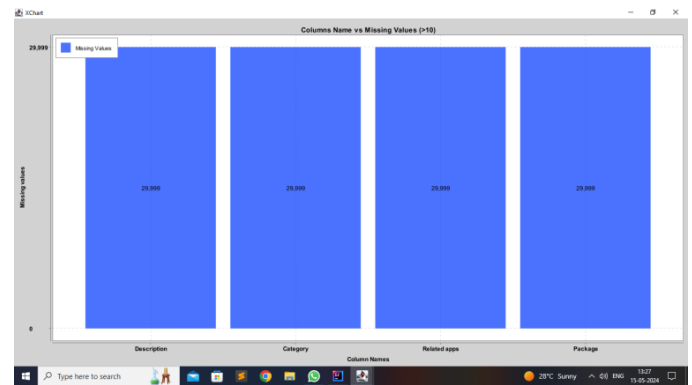 XChart
Columns Name vs Missing Values (>10)
29,999
Missing Values
29,999 29,999 29,999 29,999
Missing values
0
Description Category Related apps Package
Column Names
Type here to search
28°C Sunny ENG 13:27
15-05-2024